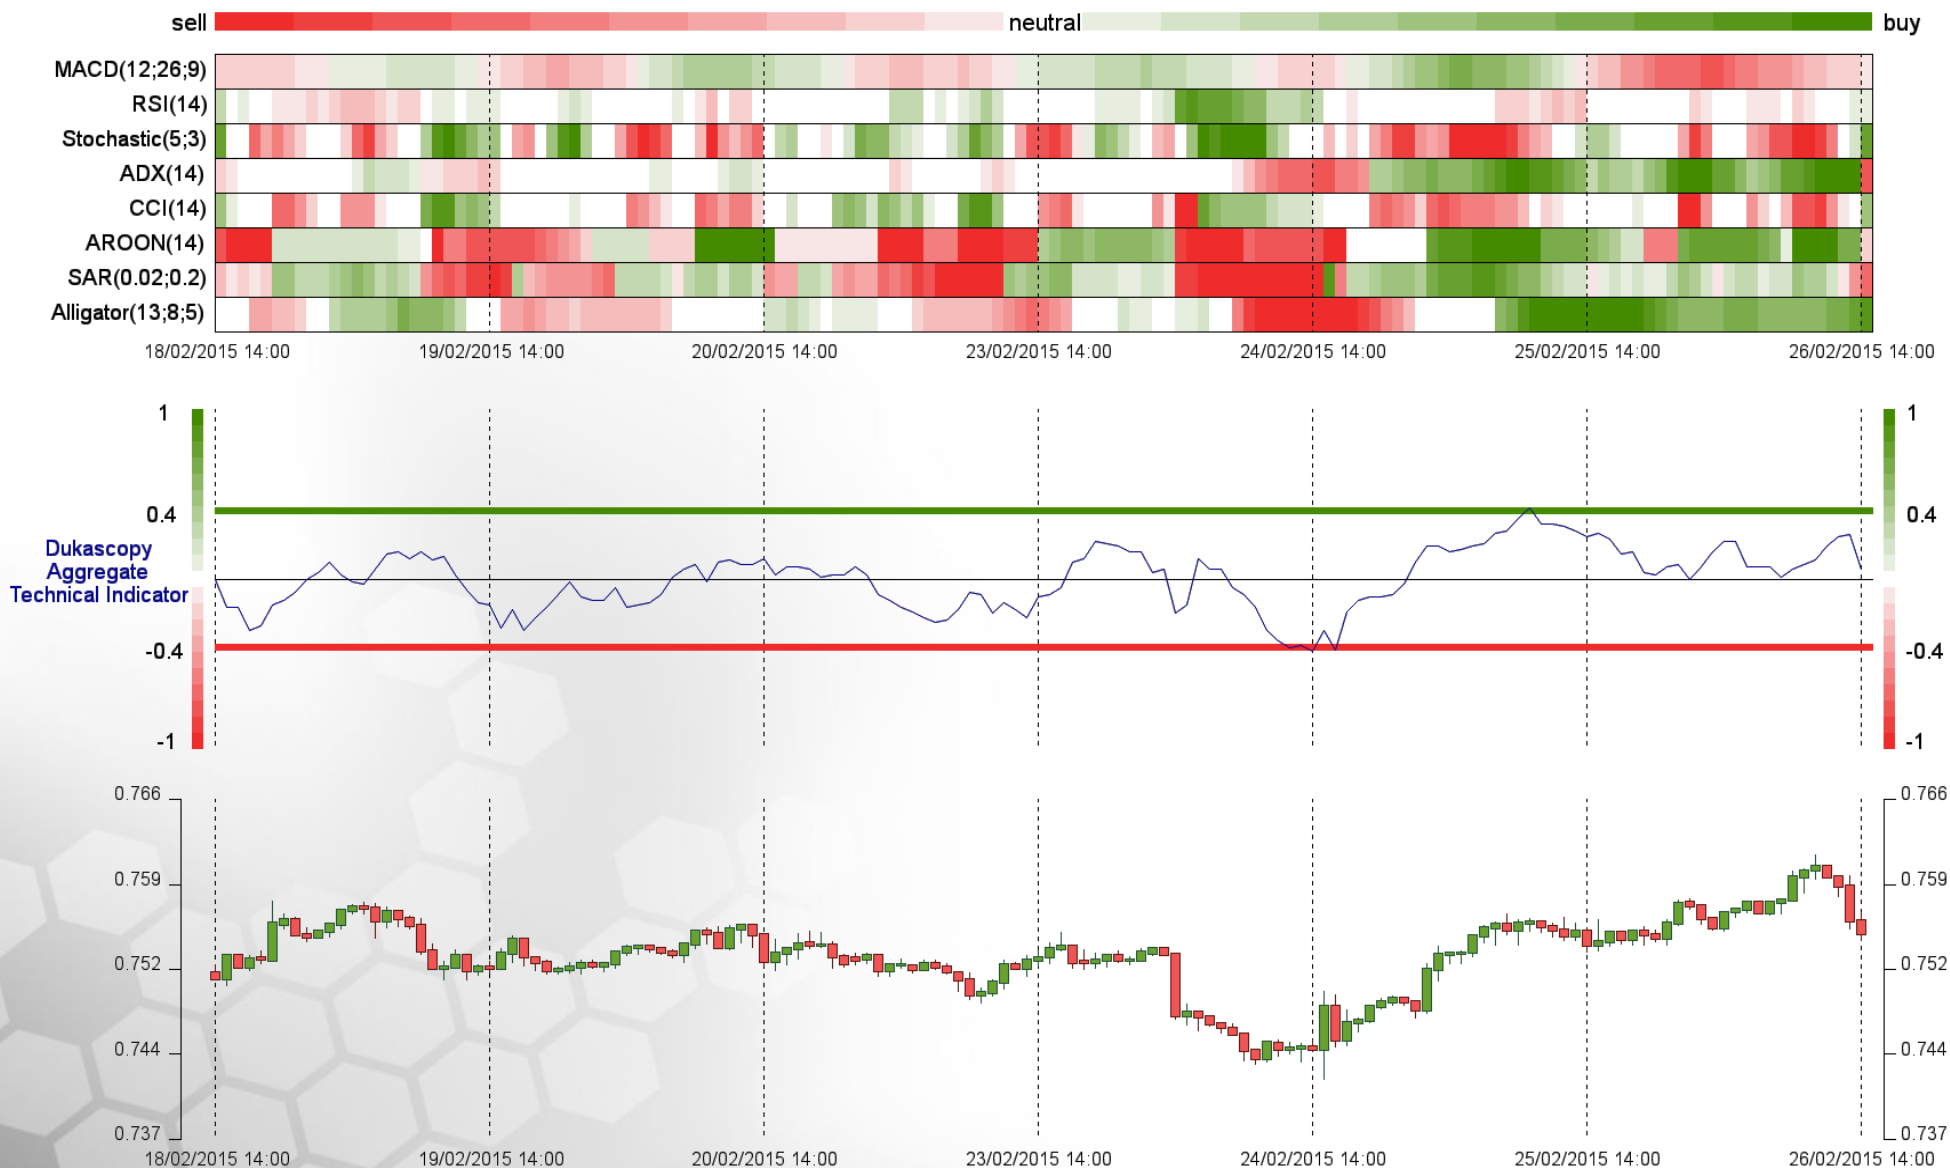 sell neutral buy
MACD(12;26;9)
RSI(14)
Stochastic(5;3)
ADX(14)
CCI(14)
AROON(14)
SAR(0.02;0.2)
Alligator(13;8;5)
18/02/2015 14:00 19/02/2015 14:00 20/02/2015 14:00 23/02/2015 14:00 24/02/2015 14:00 25/02/2015 14:00 26/02/2015 14:00
1 1
0.4 0.4
Dukascopy
Aggregate
Technical Indicator
-0.4 -0.4
-1 -1
0.766 0.766
0.759 0.759
0.752 0.752
0.744 0.744
0.737 0.737
18/02/2015 14:00 19/02/2015 14:00 20/02/2015 14:00 23/02/2015 14:00 24/02/2015 14:00 25/02/2015 14:00 26/02/2015 14:00